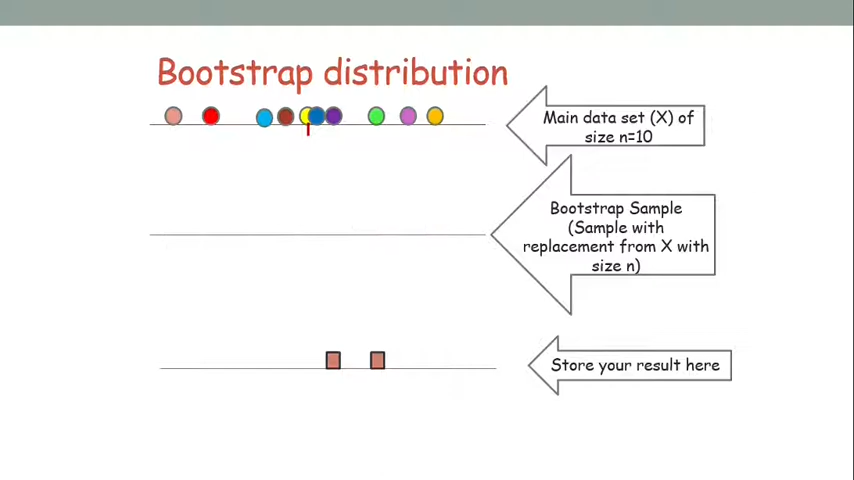 Bootstrap distribution
Main data set (X) of
size n=10
Bootstrap Sample
(Sample with
replacement from X with
size n)
Store your result here